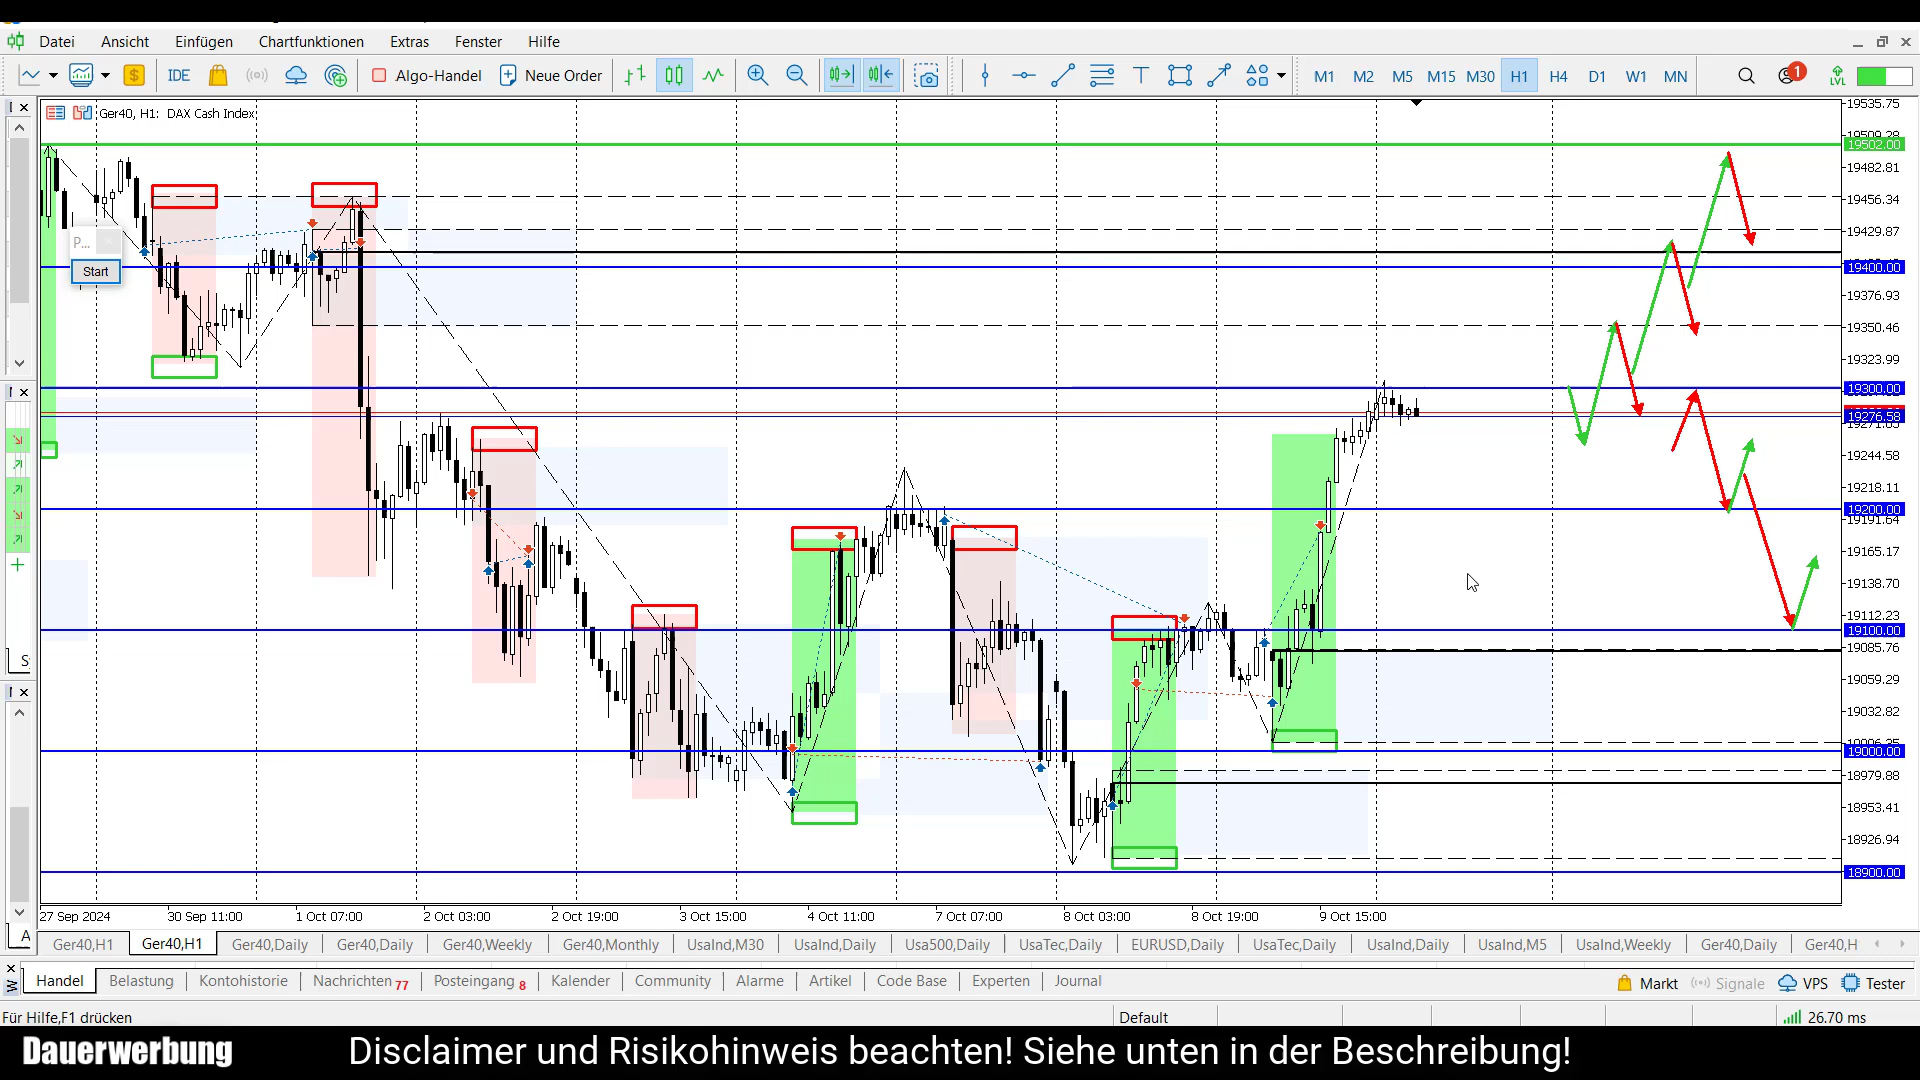 Datei Ansicht Einfügen Chartfunktionen Extras Fenster Hilfe
IDE Algo-Handel Neue Order M1 M2 M5 M15 M30 H1 H4 D1 W1 MN 1 LVL
Ger40, H1: DAX Cash Index
19535.75
19502.00
19482.81
19456.34
19429.87
19400.00
19376.93
19350.46
19323.99
19300.00
19276.58
19244.58
19218.11
19200.00
19191.64
19165.17
19138.70
19112.23
19100.00
19085.76
19059.29
19032.82
19000.00
18979.88
18953.41
18926.94
18900.00
P...
Start
S
A
27 Sep 2024 30 Sep 11:00 1 Oct 07:00 2 Oct 03:00 2 Oct 19:00 3 Oct 15:00 4 Oct 11:00 7 Oct 07:00 8 Oct 03:00 8 Oct 19:00 9 Oct 15:00
Ger40,H1 Ger40,H1 Ger40,Daily Ger40,Daily Ger40,Weekly Ger40,Monthly UsaInd,M30 UsaInd,Daily Usa500,Daily UsaTec,Daily EURUSD,Daily UsaTec,Daily UsaInd,Daily UsaInd,M5 UsaInd,Weekly Ger40,Daily Ger40,H
Handel Belastung Kontohistorie Nachrichten 77 Posteingang 8 Kalender Community Alarme Artikel Code Base Experten Journal Markt Signale VPS Tester
Für Hilfe,F1 drücken Default 26.70 ms
Dauerwerbung Disclaimer und Risikohinweis beachten! Siehe unten in der Beschreibung!